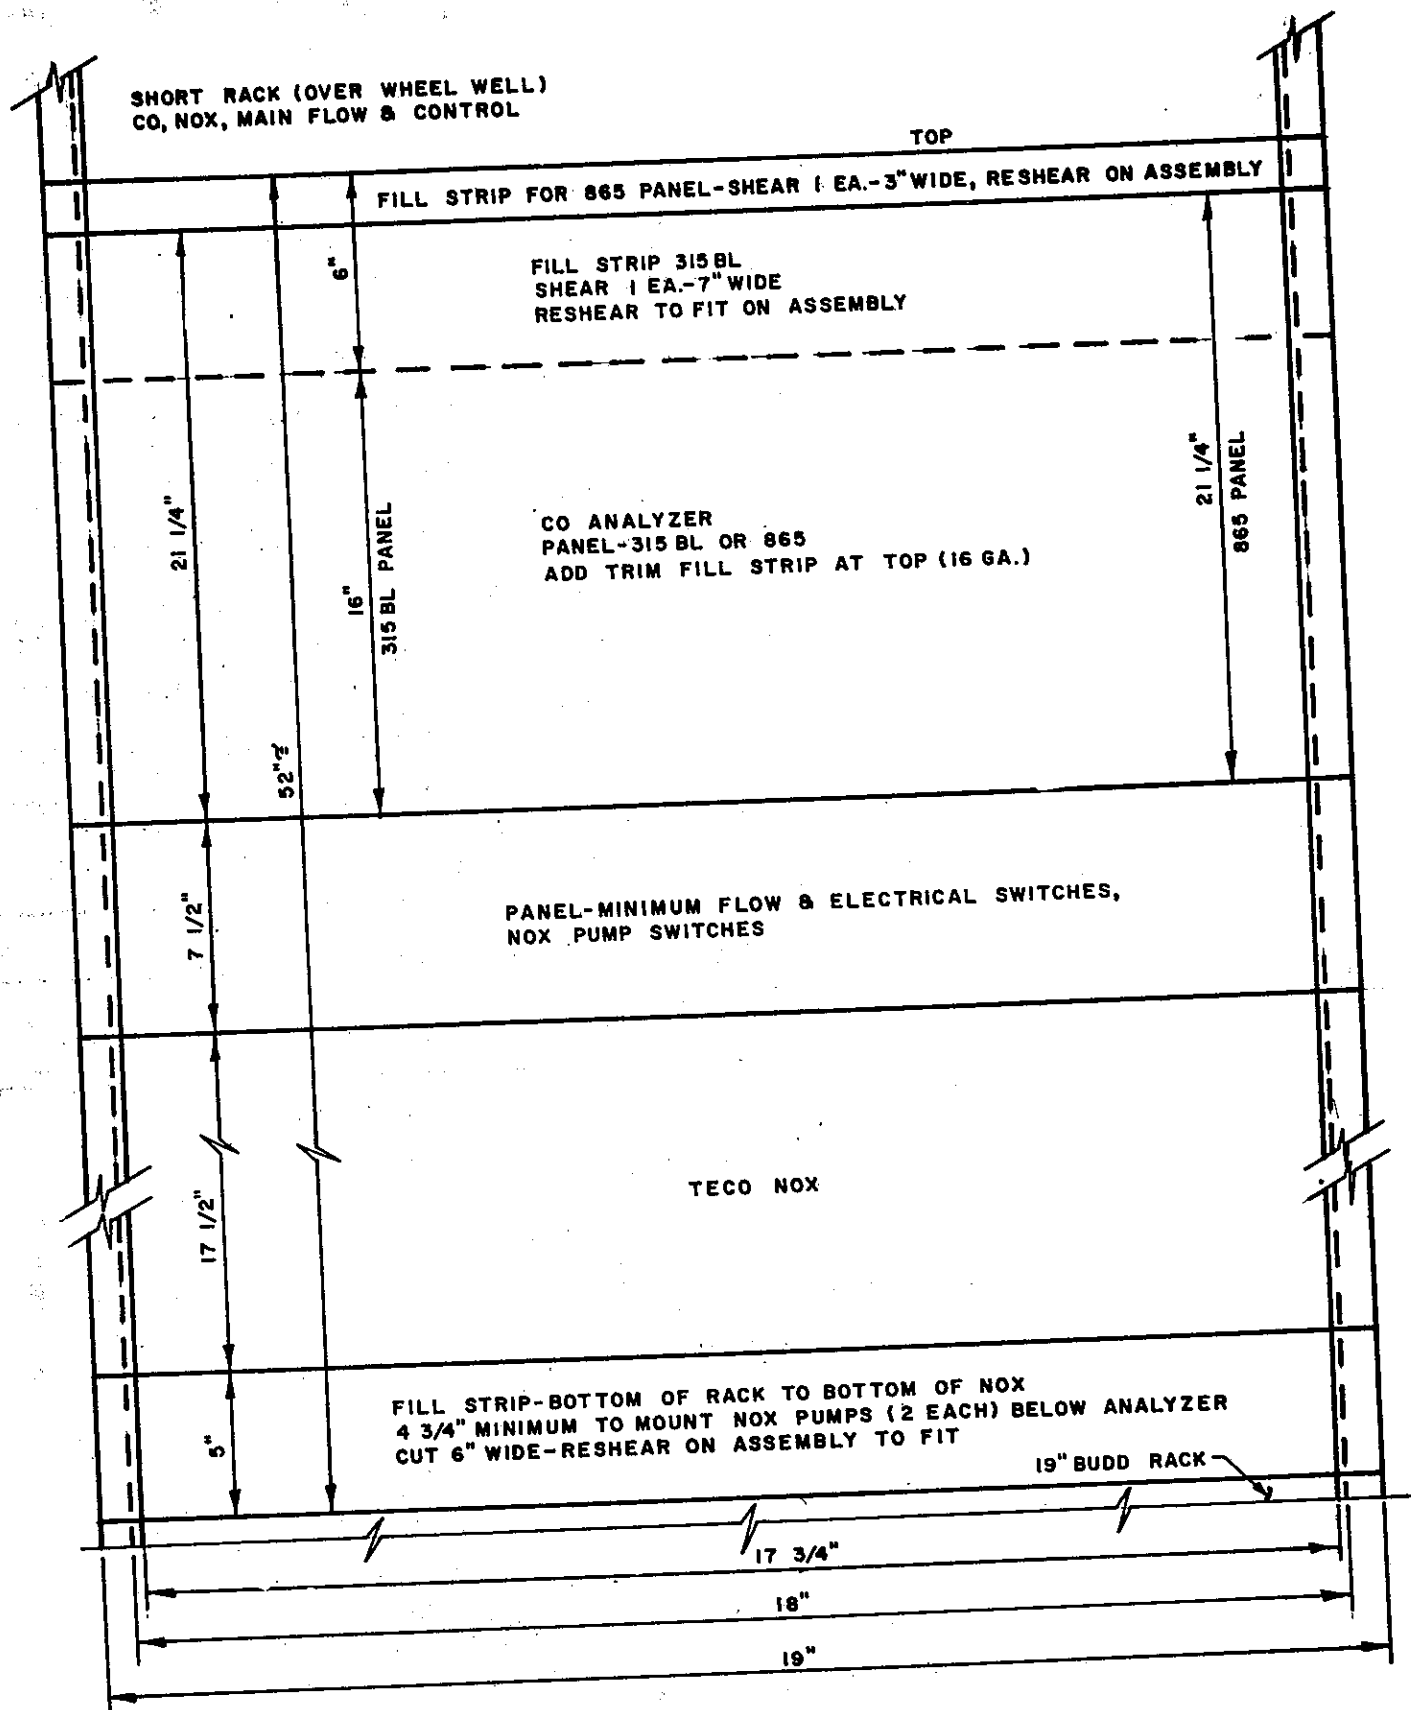 SHORT RACK (OVER WHEEL WELL)
CO, NOX, MAIN FLOW & CONTROL
TOP
FILL STRIP FOR 865 PANEL-SHEAR 1 EA.-3" WIDE, RESHEAR ON ASSEMBLY
6"
FILL STRIP 315 BL
SHEAR 1 EA.-7" WIDE
RESHEAR TO FIT ON ASSEMBLY
21 1/4"
52"
16"
315 BL PANEL
CO ANALYZER
PANEL-315 BL OR 865
ADD TRIM FILL STRIP AT TOP (16 GA.)
21 1/4"
865 PANEL
7 1/2"
PANEL-MINIMUM FLOW & ELECTRICAL SWITCHES,
NOX PUMP SWITCHES
17 1/2"
TECO NOX
5"
FILL STRIP-BOTTOM OF RACK TO BOTTOM OF NOX
4 3/4" MINIMUM TO MOUNT NOX PUMPS (2 EACH) BELOW ANALYZER
CUT 6" WIDE-RESHEAR ON ASSEMBLY TO FIT
19" BUDD RACK
17 3/4"
18"
19"